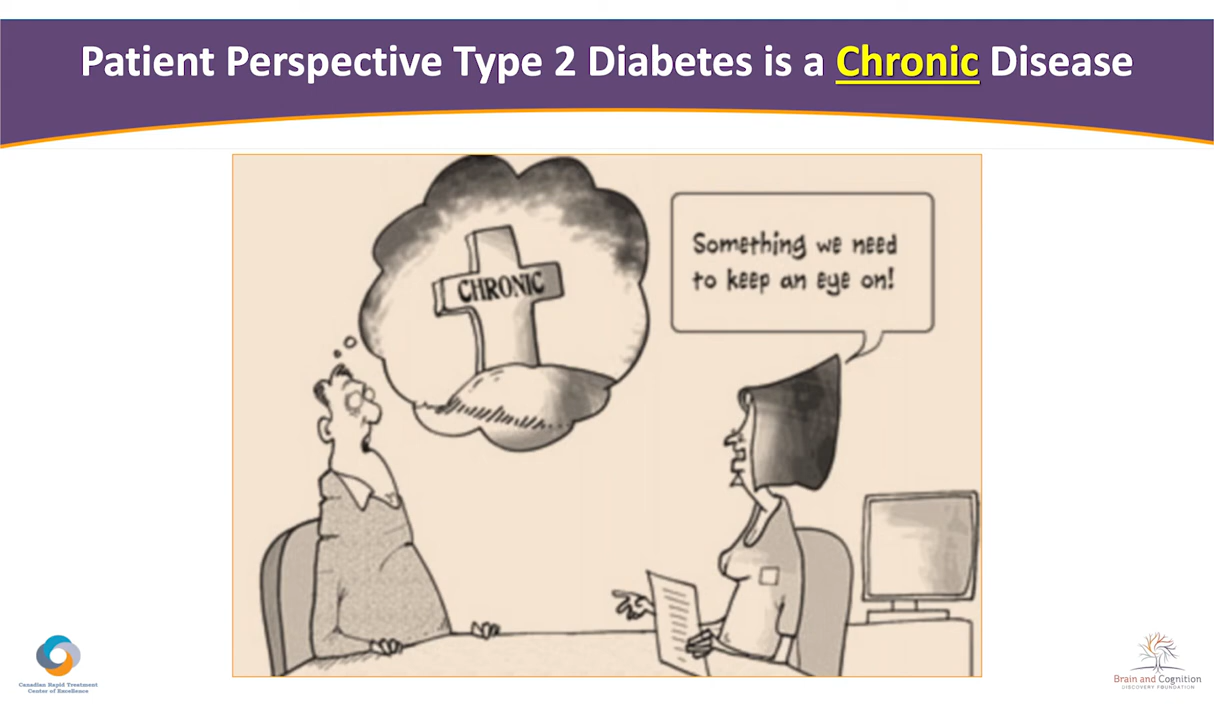 Patient Perspective Type 2 Diabetes is a Chronic Disease
CHRONIC
Something we need
to keep an eye on!
Canadian Rapid Treatment
Center of Excellence
Brain and Cognition
DISCOVERY FOUNDATION